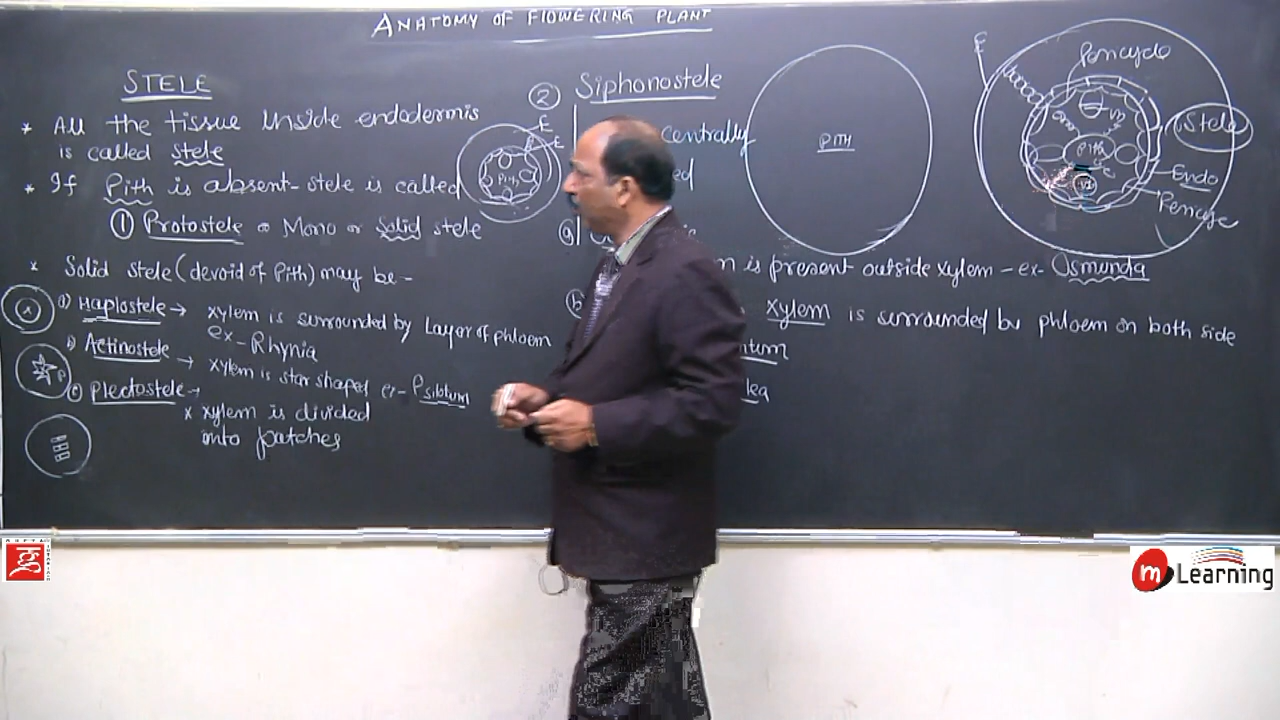 ANATOMY OF FlOWERING PLANT
STELE
* All the tissue Inside endodermis
is called stele
* If Pith is absent-stele is called
① Protostele or Mono or Solid stele
* Solid stele (devoid of Pith) may be -
a) Haplostele → xylem is surrounded by Layer of phloem
ex- Rhynia
b) Actinostele → xylem is star shaped ex- Psilotum
c) Plectostele →
* xylem is divided
into patches
x
P
E
P E
Pith
② Siphonostele
centrally
a)
is present outside xylem - ex- Osmunda
b
xylem is surrounded by phloem on both side
PITH
E
Pericycle
Pith
Stele
Endo
Pericycle
m Learning